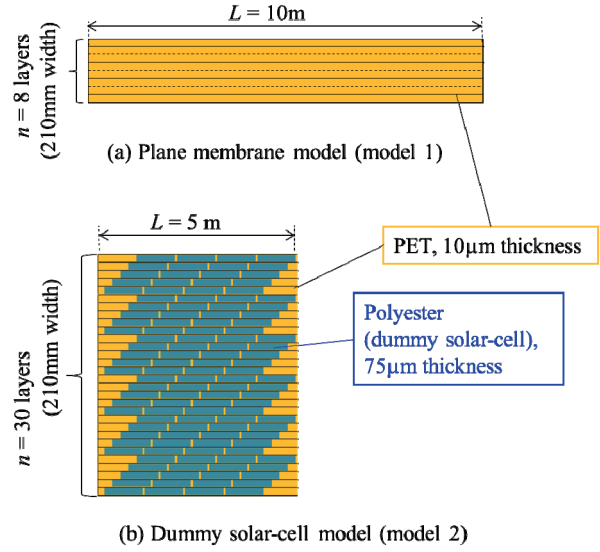 L = 10m
n = 8 layers
(210mm width)
(a) Plane membrane model (model 1)
L = 5 m
PET, 10μm thickness
Polyester
(dummy solar-cell),
75μm thickness
n = 30 layers
(210mm width)
(b) Dummy solar-cell model (model 2)